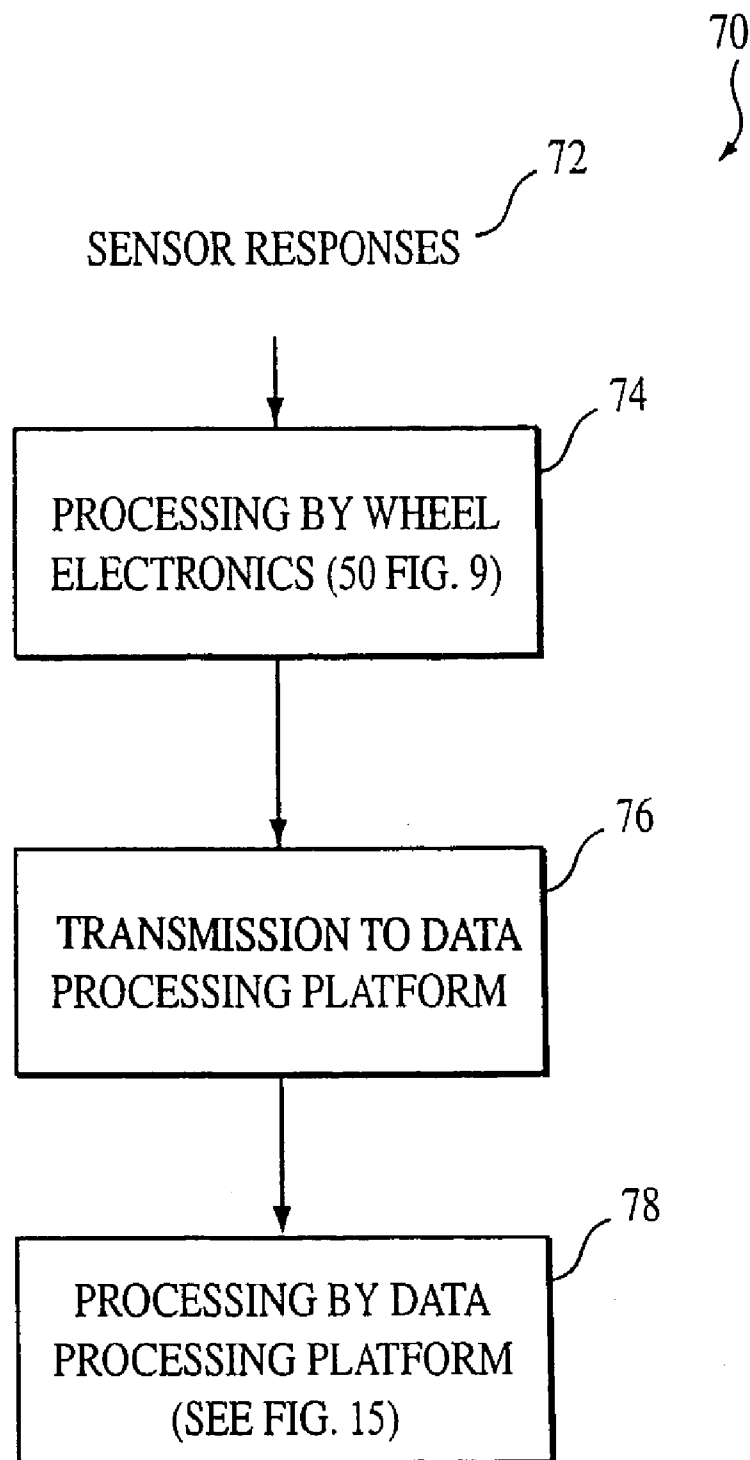 70
72
SENSOR RESPONSES
74
PROCESSING BY WHEEL
ELECTRONICS (50 FIG. 9)
76
TRANSMISSION TO DATA
PROCESSING PLATFORM
78
PROCESSING BY DATA
PROCESSING PLATFORM
(SEE FIG. 15)